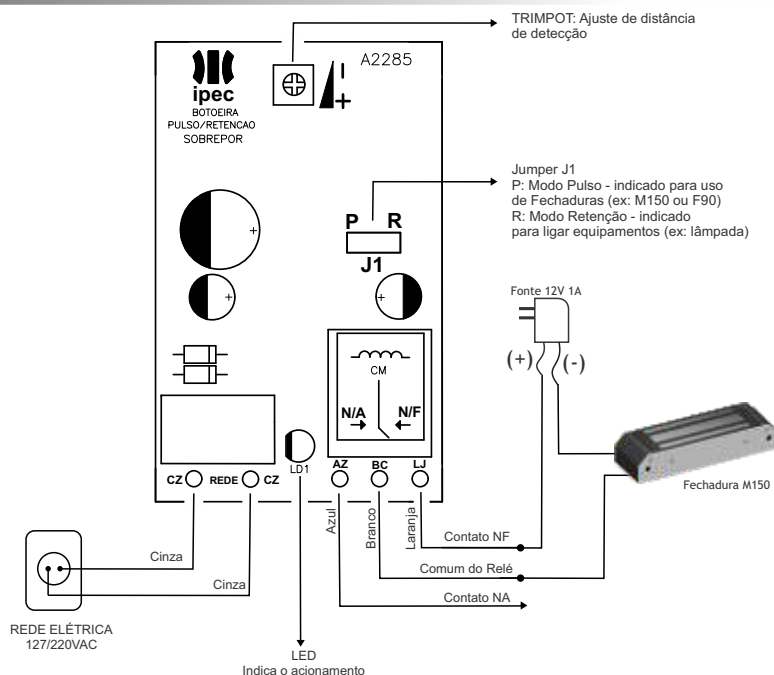 TRIMPOT: Ajuste de distância
de detecção
A2285
ipec
BOTOEIRA
PULSO/RETENCAO
SOBREPOR
- 
+
Jumper J1
P: Modo Pulso - indicado para uso
de Fechaduras (ex: M150 ou F90)
R: Modo Retenção - indicado
para ligar equipamentos (ex: lâmpada)
P R
J1
+
+
+
Fonte 12V 1A
(+) (-)
CM
N/A N/F
Fechadura M150
LD1
CZ REDE CZ
AZ BC LJ
Azul
Branco
Laranja
Contato NF
Comum do Relé
Contato NA
Cinza
Cinza
REDE ELÉTRICA
127/220VAC
LED
Indica o acionamento